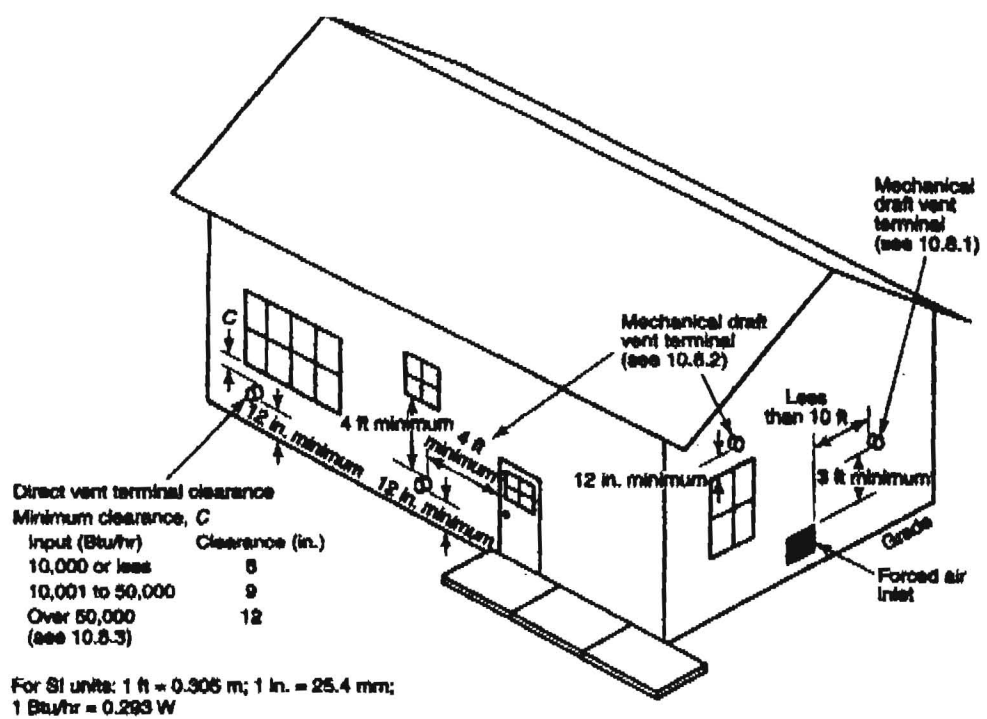 Mechanical
draft vent
terminal
(see 10.8.1)
Mechanical draft
vent terminal
(see 10.8.2)
Less
than 10 ft
C
4 ft minimum
4 ft
minimum
12 in. minimum
12 in. minimum
12 in. minimum
3 ft minimum
Grade
Forced air
inlet
Direct vent terminal clearance
Minimum clearance, C
Input (Btu/hr) Clearance (in.)
10,000 or less 6
10,001 to 50,000 9
Over 50,000 12
(see 10.8.3)
For SI units: 1 ft = 0.305 m; 1 in. = 25.4 mm;
1 Btu/hr = 0.293 W